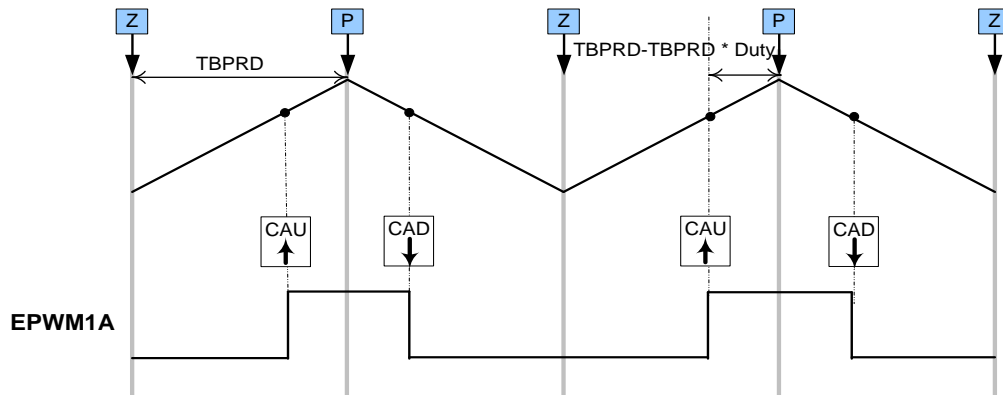 Z P Z P Z
TBPRD
TBPRD-TBPRD * Duty
CAU CAD CAU CAD
EPWM1A